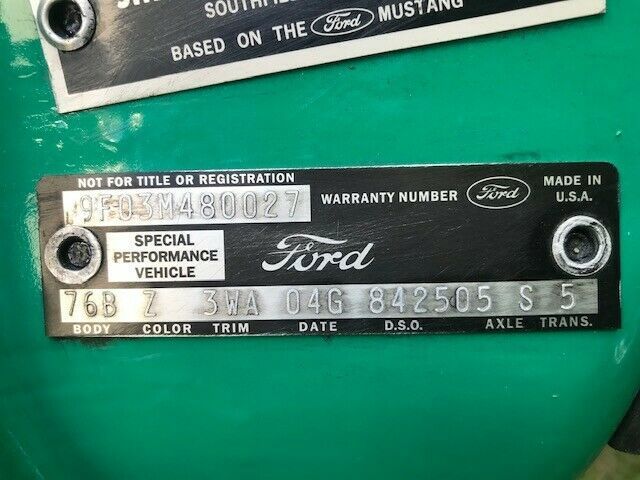 SOUTHFIE
BASED ON THE Ford MUSTANG
NOT FOR TITLE OR REGISTRATION
9F03M480027
WARRANTY NUMBER
Ford
MADE IN
U.S.A.
SPECIAL
PERFORMANCE
VEHICLE
Ford
76B Z 3WA 04G 842505 S 5
BODY COLOR TRIM DATE D.S.O. AXLE TRANS.